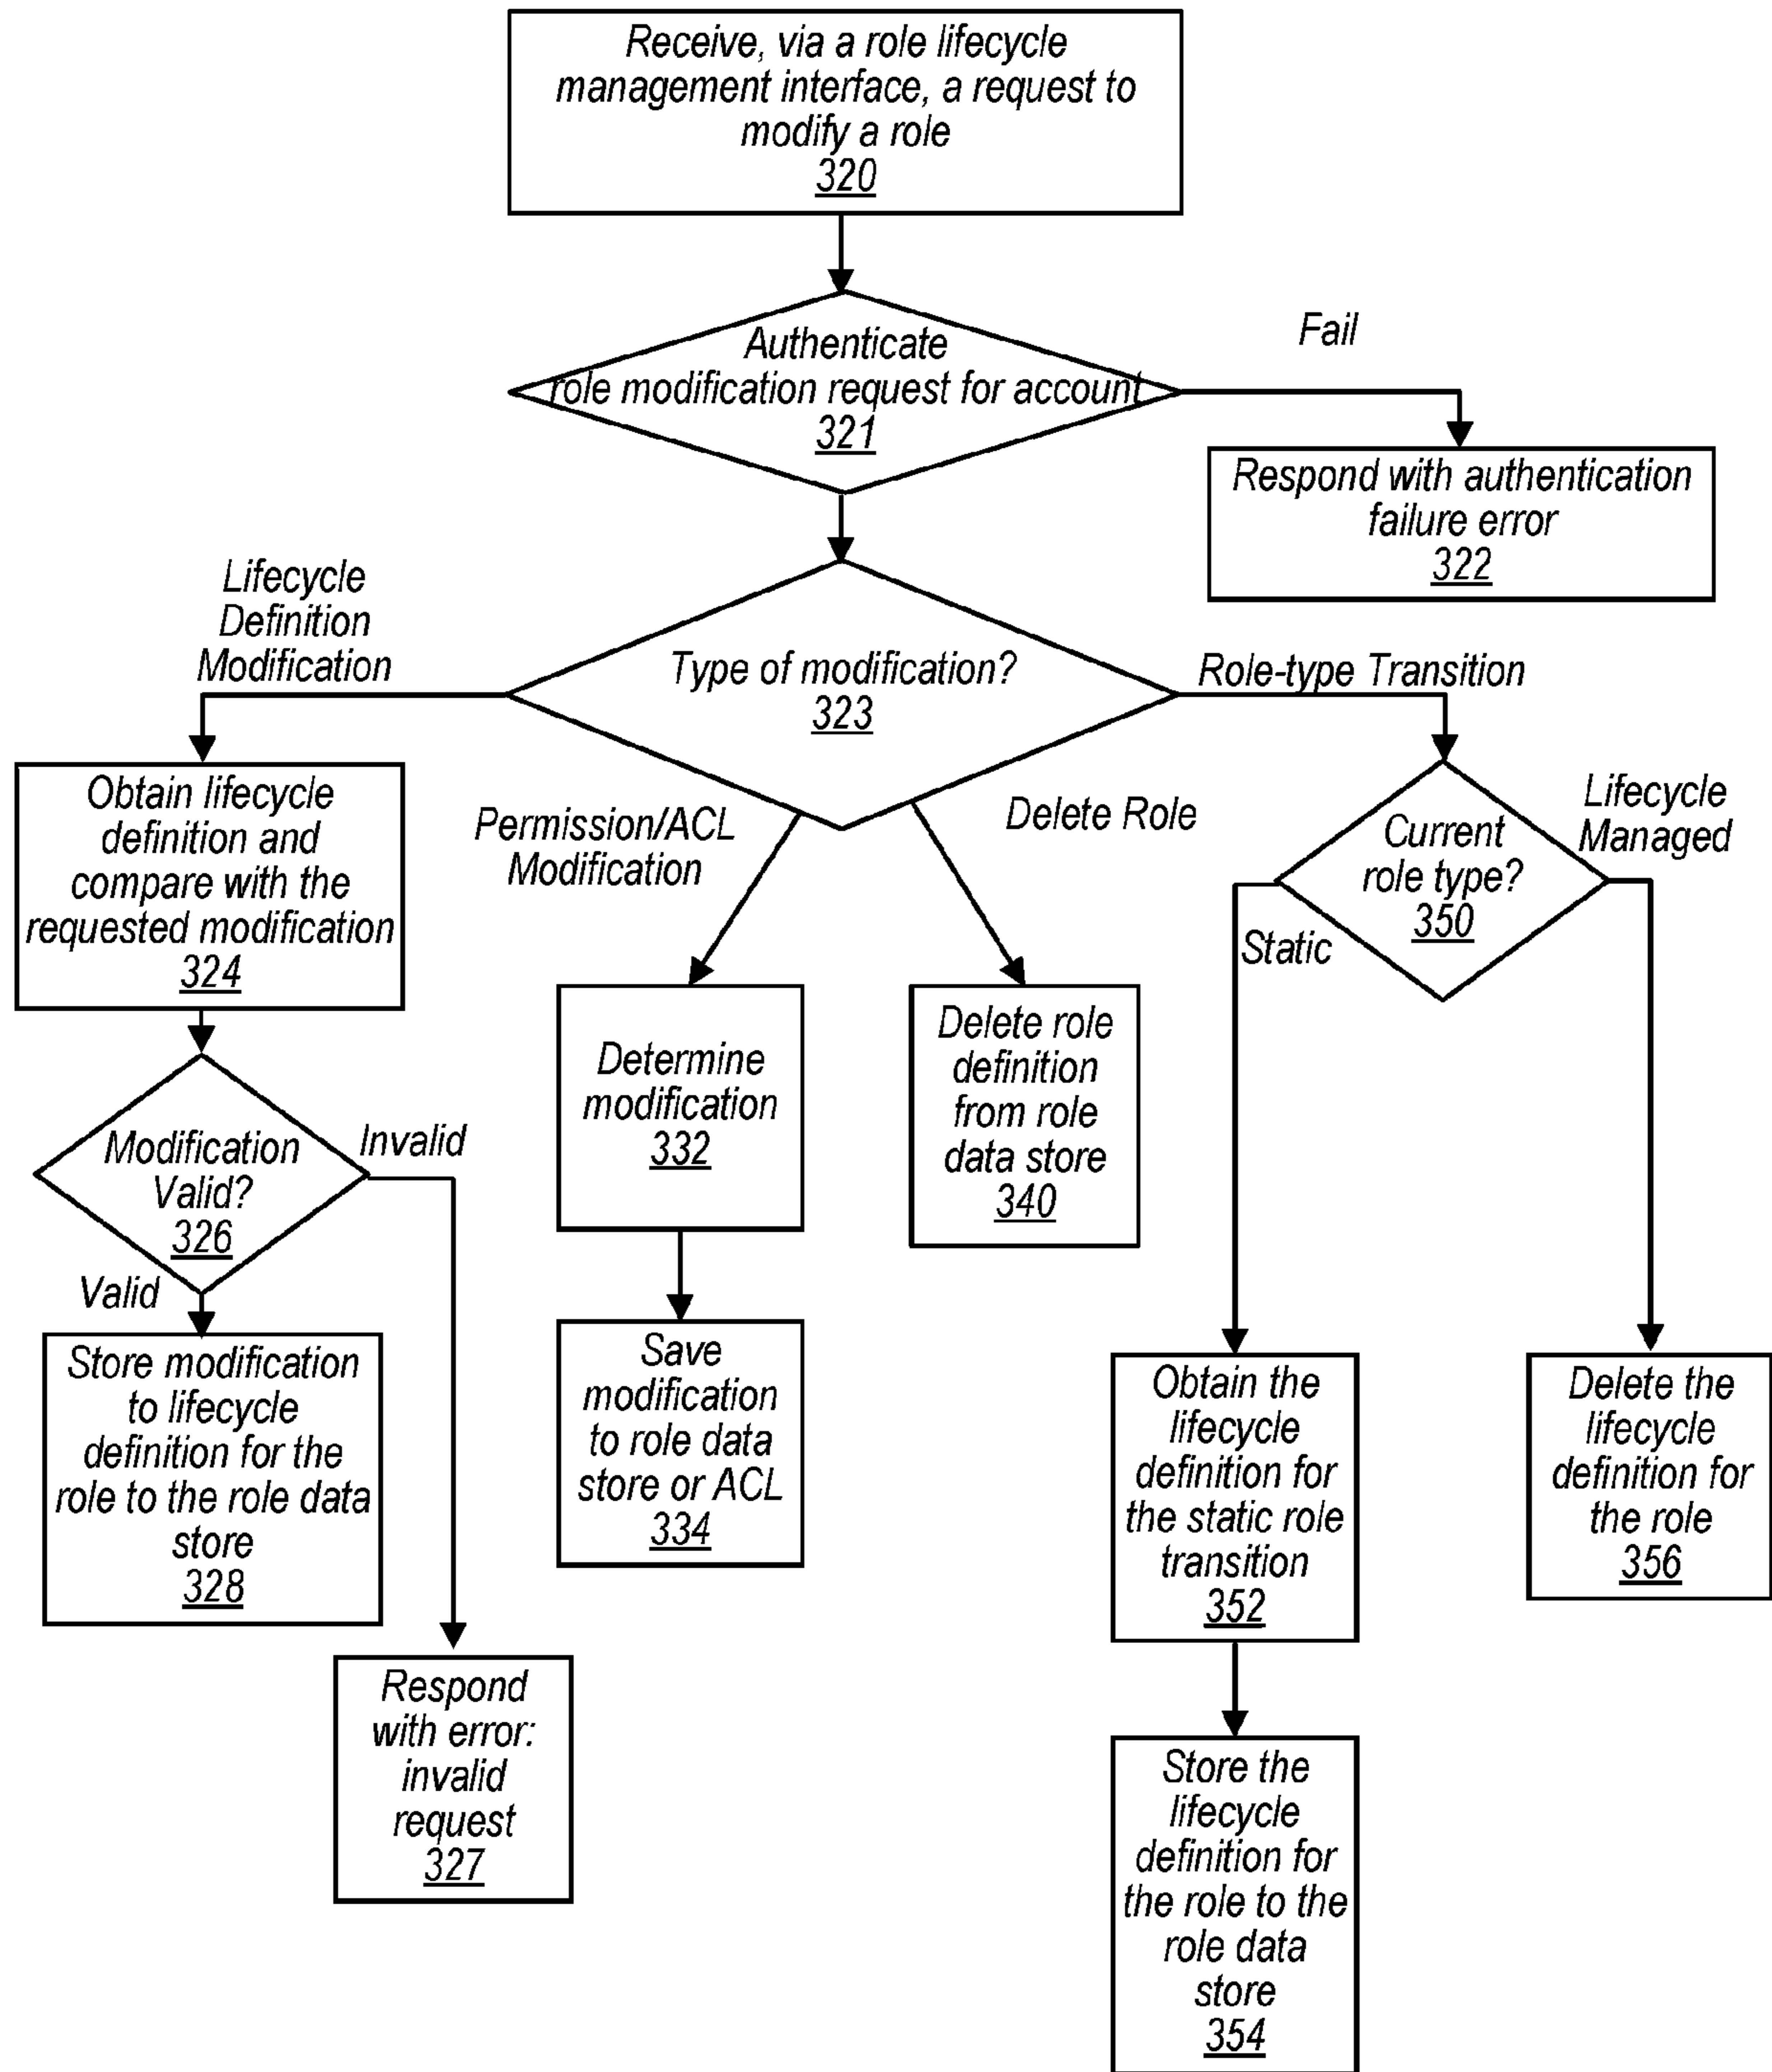 Receive, via a role lifecycle
management interface, a request to
modify a role
320
Authenticate
role modification request for account
321
Fail
Respond with authentication
failure error
322
Lifecycle
Definition
Modification
Type of modification?
323
Role-type Transition
Permission/ACL
Modification
Delete Role
Obtain lifecycle
definition and
compare with the
requested modification
324
Current
role type?
350
Lifecycle
Managed
Static
Modification
Valid?
326
Invalid
Valid
Determine
modification
332
Delete role
definition
from role
data store
340
Store modification
to lifecycle
definition for the
role to the role data
store
328
Save
modification
to role data
store or ACL
334
Obtain the
lifecycle
definition for
the static role
transition
352
Delete the
lifecycle
definition for
the role
356
Respond
with error:
invalid
request
327
Store the
lifecycle
definition for
the role to the
role data
store
354